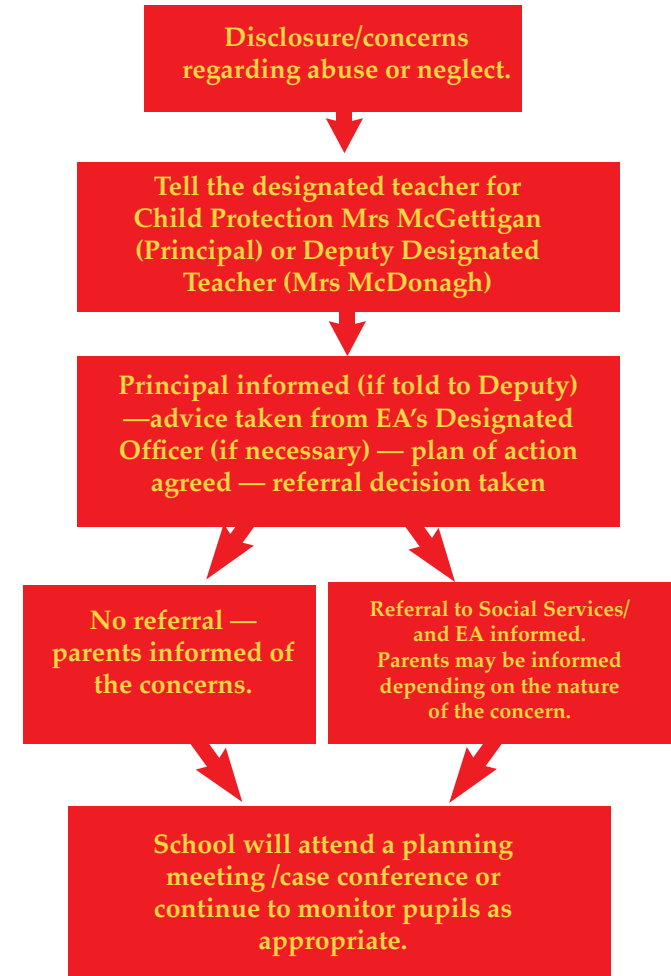 Disclosure/concerns
regarding abuse or neglect.
Tell the designated teacher for
Child Protection Mrs McGettigan
(Principal) or Deputy Designated
Teacher (Mrs McDonagh)
Principal informed (if told to Deputy)
—advice taken from EA’s Designated
Officer (if necessary) — plan of action
agreed — referral decision taken
No referral —
parents informed of
the concerns.
Referral to Social Services/
and EA informed.
Parents may be informed
depending on the nature
of the concern.
School will attend a planning
meeting /case conference or
continue to monitor pupils as
appropriate.